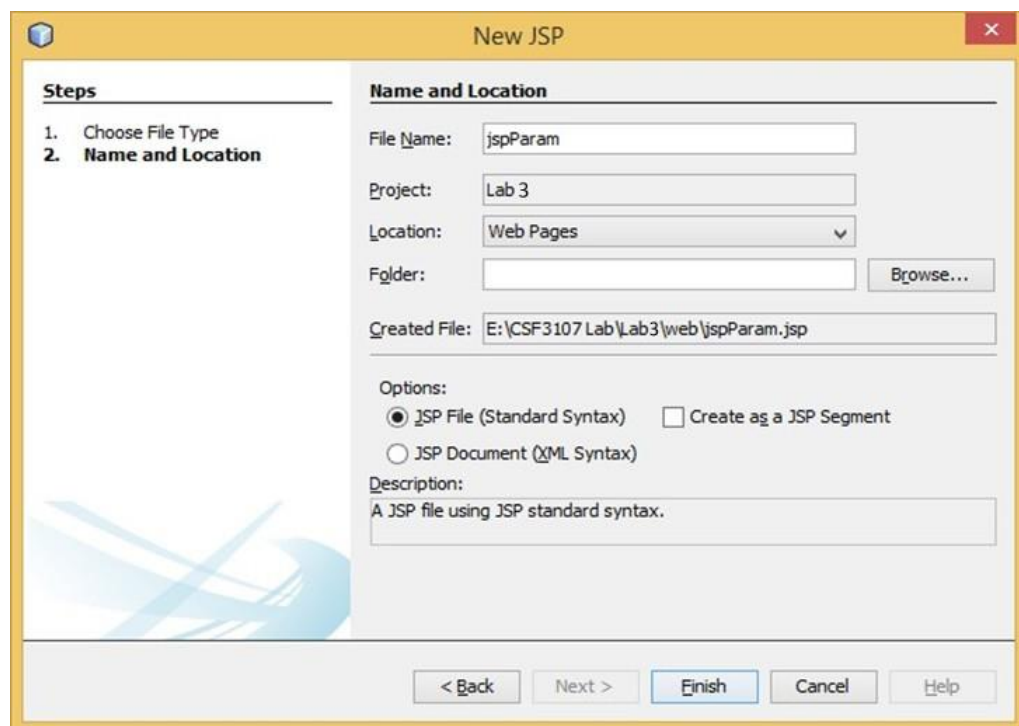 New JSP
Steps
1. Choose File Type
2. Name and Location
Name and Location
File Name: jspParam
Project: Lab 3
Location: Web Pages
Folder: Browse...
Created File: E:\CSF3107 Lab\Lab3\web\jspParam.jsp
Options:
JSP File (Standard Syntax) Create as a JSP Segment
JSP Document (XML Syntax)
Description:
A JSP file using JSP standard syntax.
< Back Next > Finish Cancel Help